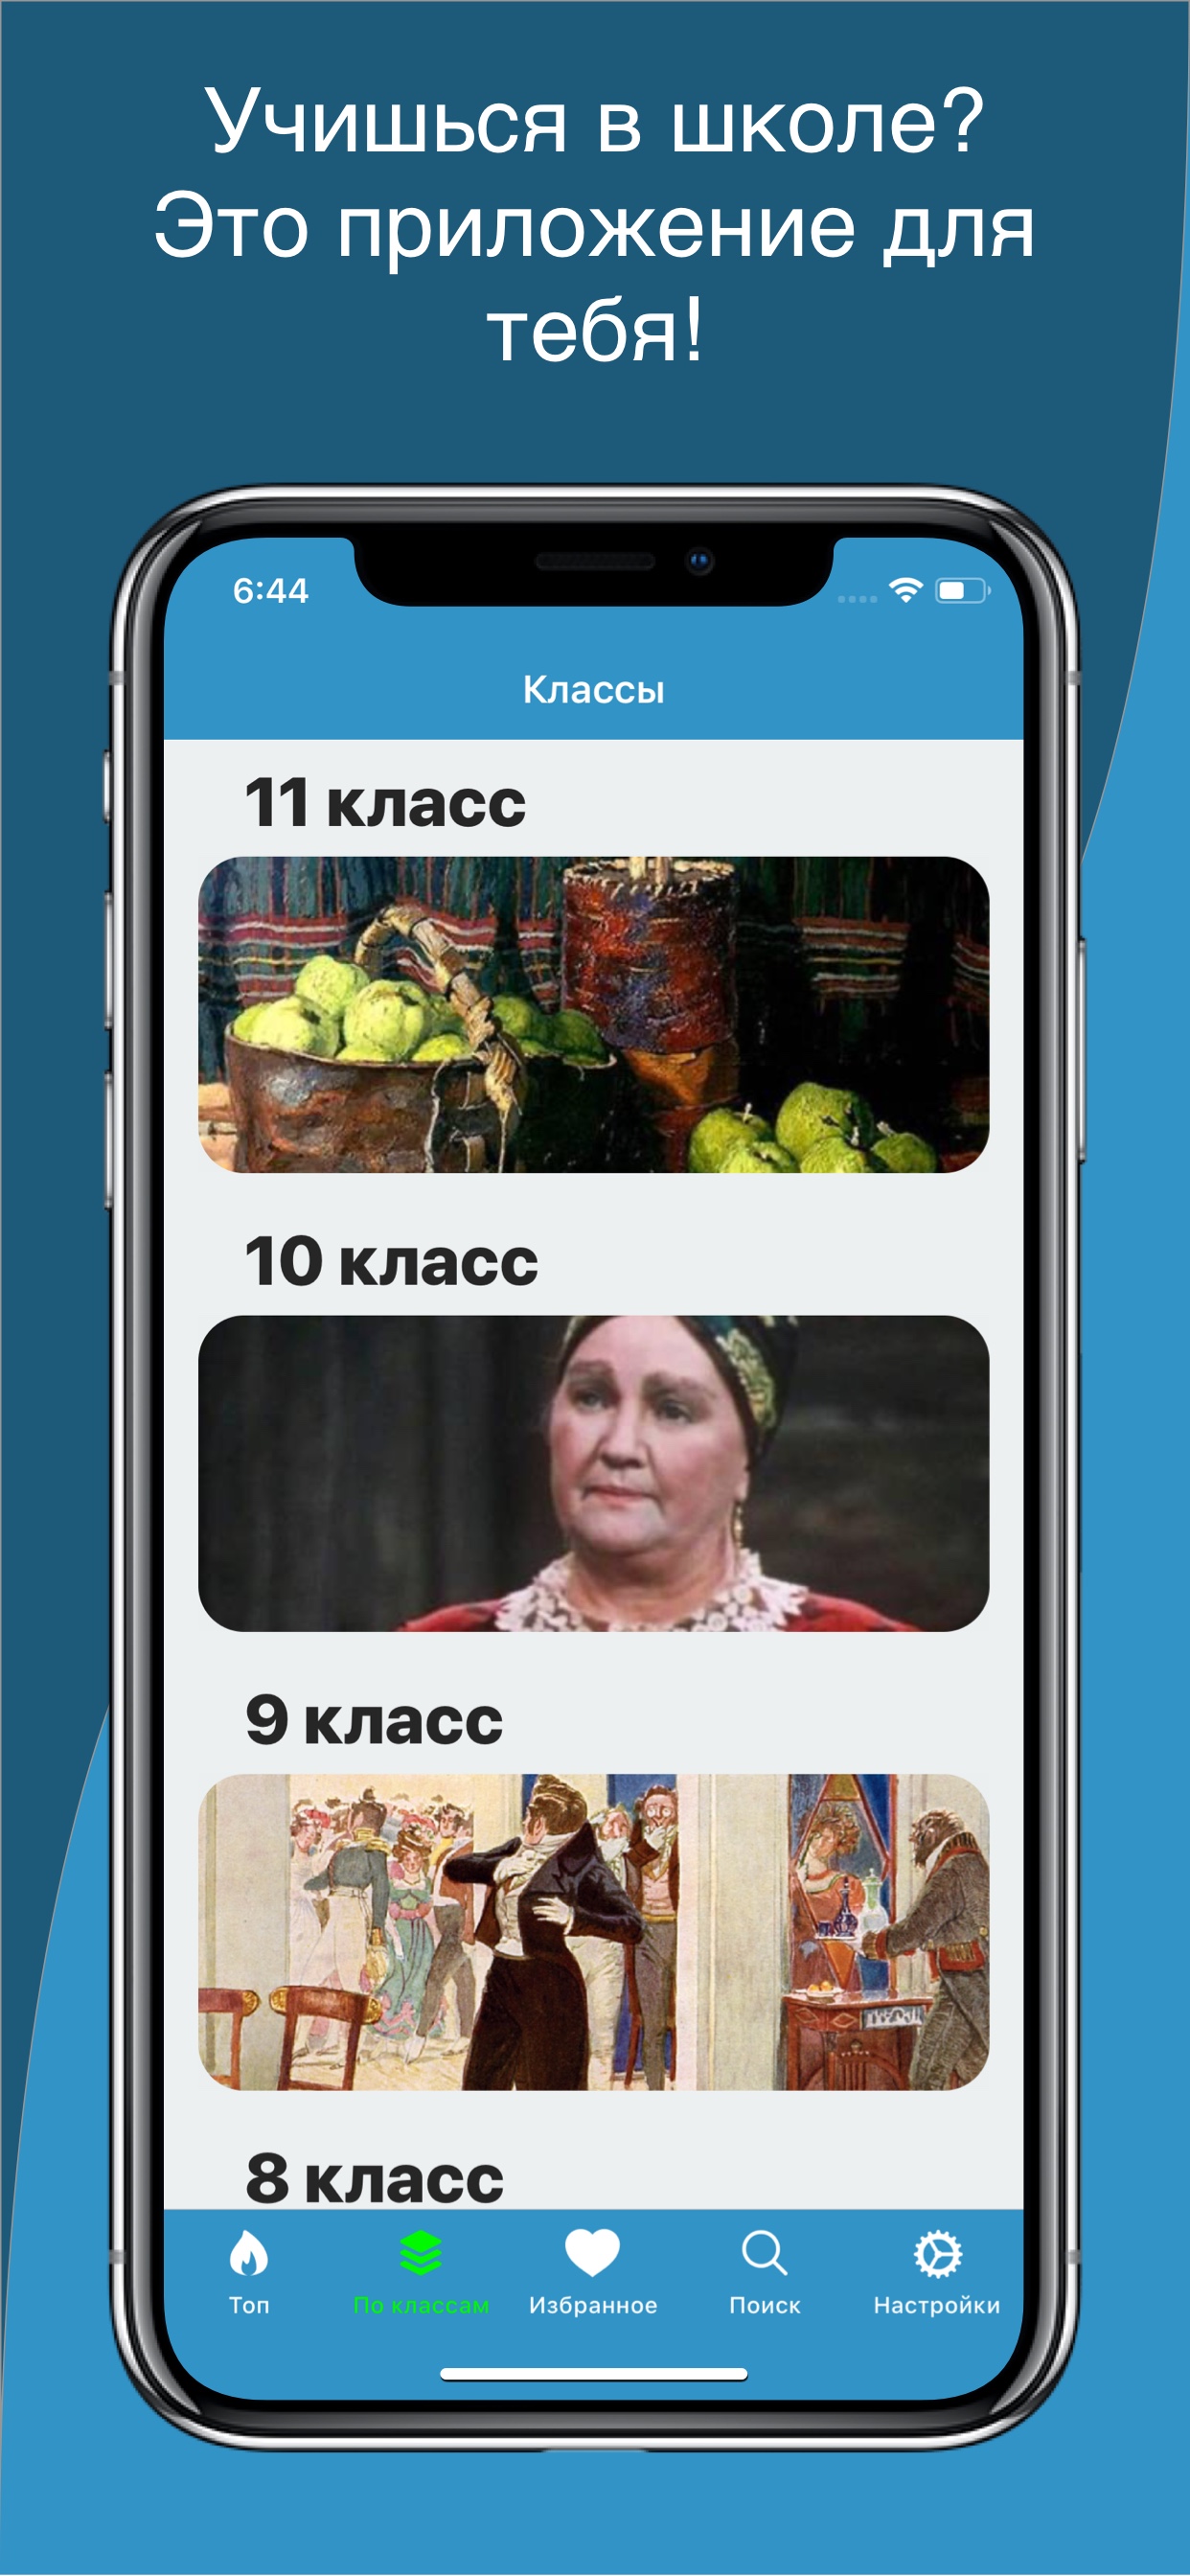 Учишься в школе?
Это приложение для
тебя!
6:44
Классы
11 класс
10 класс
9 класс
8 класс
Топ
По классам
Избранное
Поиск
Настройки